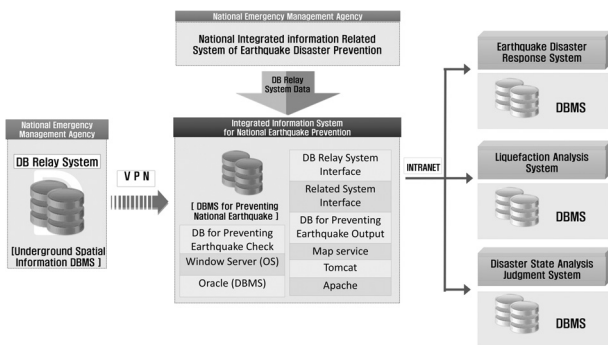 National Emergency Management Agency
National Integrated Information Related
System of Earthquake Disaster Prevention
DB Relay
System Data
National Emergency
Management Agency
DB Relay System
[Underground Spatial
Information DBMS ]
VPN
Integrated Information System
for National Earthquake Prevention
[ DBMS for Preventing
National Earthquake ]
DB for Preventing
Earthquake Check
Window Server (OS)
Oracle (DBMS)
DB Relay System
Interface
Related System
Interface
DB for Preventing
Earthquake Output
Map service
Tomcat
Apache
INTRANET
Earthquake Disaster
Response System
DBMS
Liquefaction Analysis
System
DBMS
Disaster State Analysis
Judgment System
DBMS